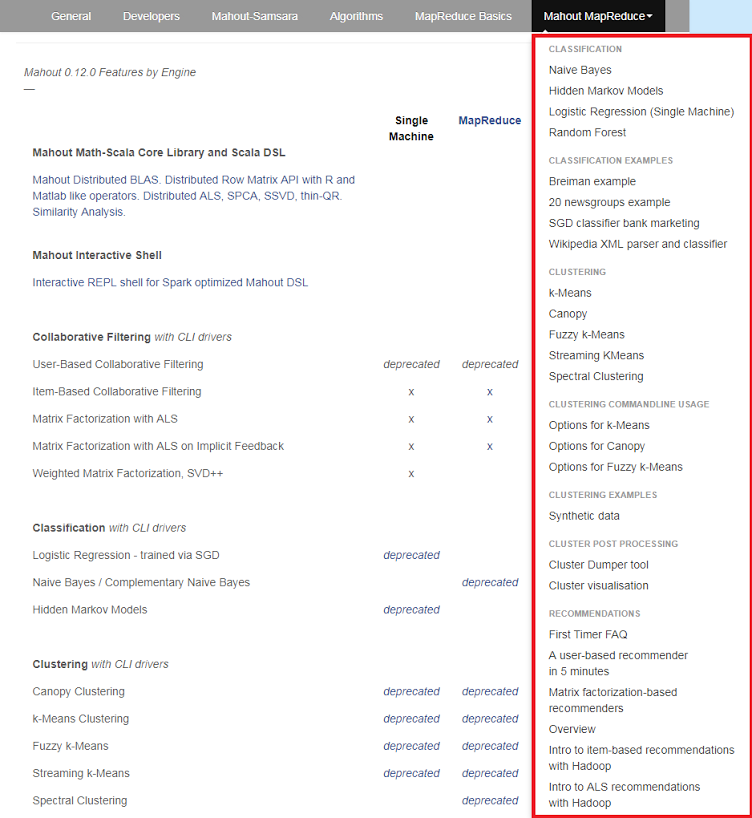 General Developers Mahout-Samsara Algorithms MapReduce Basics Mahout MapReduce
Mahout 0.12.0 Features by Engine
—
Single
Machine
MapReduce
Mahout Math-Scala Core Library and Scala DSL
Mahout Distributed BLAS. Distributed Row Matrix API with R and
Matlab like operators. Distributed ALS, SPCA, SSVD, thin-QR.
Similarity Analysis.
Mahout Interactive Shell
Interactive REPL shell for Spark optimized Mahout DSL
Collaborative Filtering with CLI drivers
User-Based Collaborative Filtering deprecated deprecated
Item-Based Collaborative Filtering x x
Matrix Factorization with ALS x x
Matrix Factorization with ALS on Implicit Feedback x x
Weighted Matrix Factorization, SVD++ x
Classification with CLI drivers
Logistic Regression - trained via SGD deprecated
Naive Bayes / Complementary Naive Bayes deprecated
Hidden Markov Models deprecated
Clustering with CLI drivers
Canopy Clustering deprecated deprecated
k-Means Clustering deprecated deprecated
Fuzzy k-Means deprecated deprecated
Streaming k-Means deprecated deprecated
Spectral Clustering deprecated
CLASSIFICATION
Naive Bayes
Hidden Markov Models
Logistic Regression (Single Machine)
Random Forest
CLASSIFICATION EXAMPLES
Breiman example
20 newsgroups example
SGD classifier bank marketing
Wikipedia XML parser and classifier
CLUSTERING
k-Means
Canopy
Fuzzy k-Means
Streaming KMeans
Spectral Clustering
CLUSTERING COMMANDLINE USAGE
Options for k-Means
Options for Canopy
Options for Fuzzy k-Means
CLUSTERING EXAMPLES
Synthetic data
CLUSTER POST PROCESSING
Cluster Dumper tool
Cluster visualisation
RECOMMENDATIONS
First Timer FAQ
A user-based recommender
in 5 minutes
Matrix factorization-based
recommenders
Overview
Intro to item-based recommendations
with Hadoop
Intro to ALS recommendations
with Hadoop